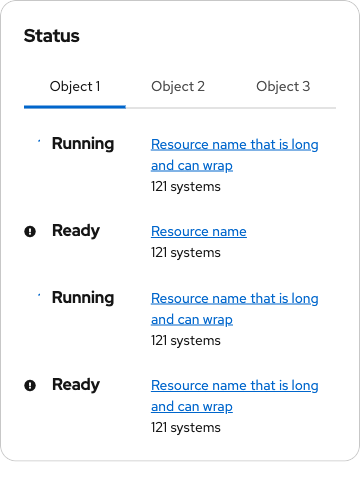 Status
Object 1 Object 2 Object 3
Running Resource name that is long
and can wrap
121 systems
Ready Resource name
121 systems
Running Resource name that is long
and can wrap
121 systems
Ready Resource name that is long
and can wrap
121 systems